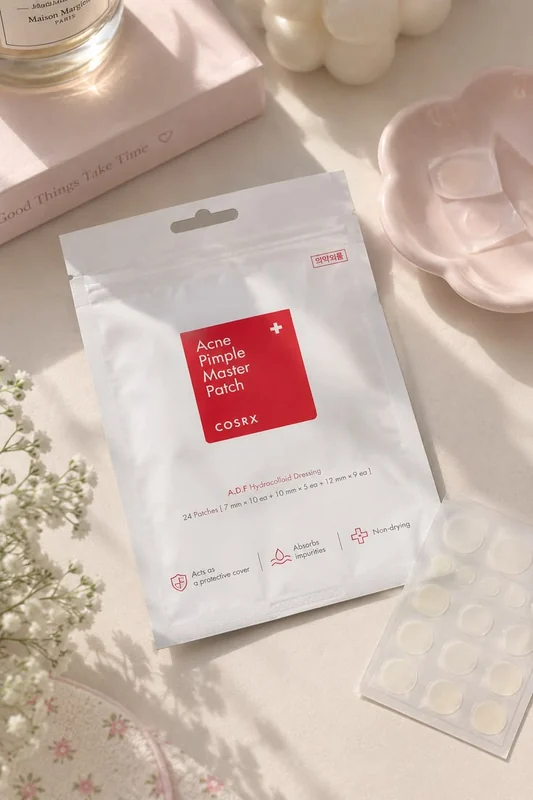 Maison Margie
PARIS
Good Things Take Time
의약외품
Acne
Pimple
Master
Patch
COSRX
A.D.F Hydrocolloid Dressing
24 Patches [ 7 mm × 10 ea + 10 mm × 5 ea + 12 mm × 9 ea ]
Acts as
a protective cover
Absorbs
impurities
Non-drying